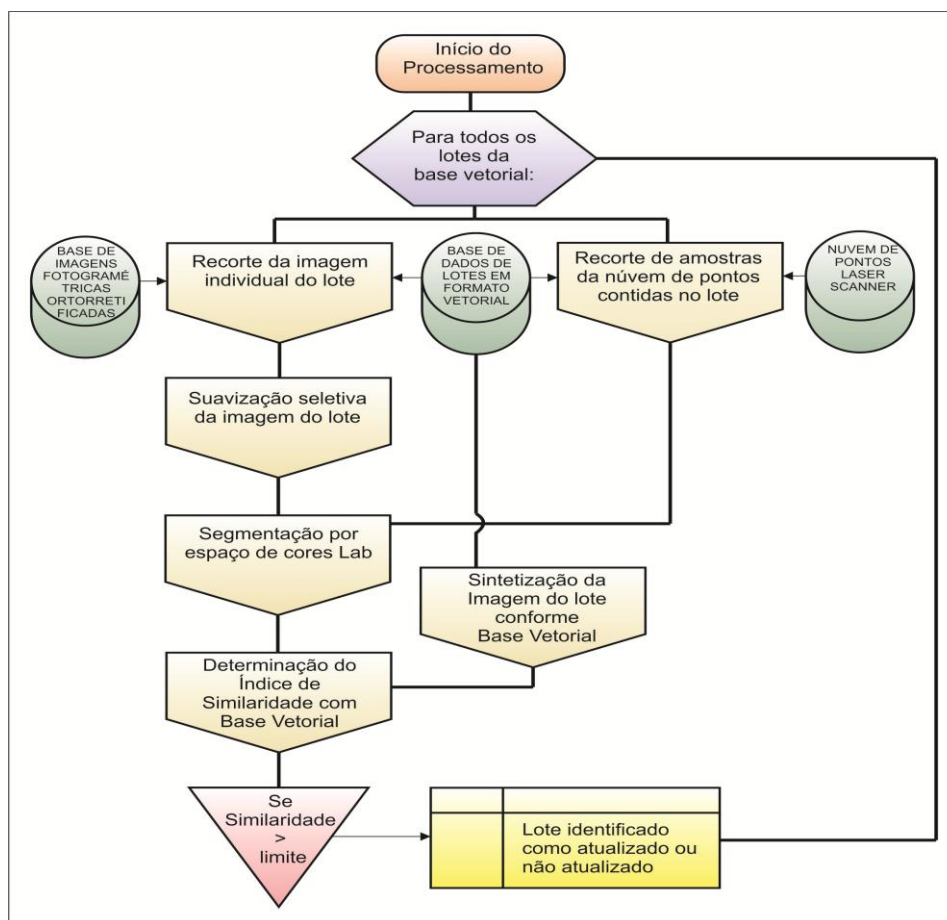 Início do
Processamento
Para todos os
lotes da
base vetorial:
BASE DE
IMAGENS
FOTOGRAMÉ
TRICAS
ORTORRETI
FICADAS
Recorte da imagem
individual do lote
BASE DE
DADOS DE
LOTES EM
FORMATO
VETORIAL
Recorte de amostras
da núvem de pontos
contidas no lote
NUVEM DE
PONTOS
LASER
SCANNER
Suavização seletiva
da imagem do lote
Segmentação por
espaço de cores Lab
Sintetização da
Imagem do lote
conforme
Base Vetorial
Determinação do
Índice de
Similaridade com
Base Vetorial
Se
Similaridade
>
limite
Lote identificado
como atualizado ou
não atualizado